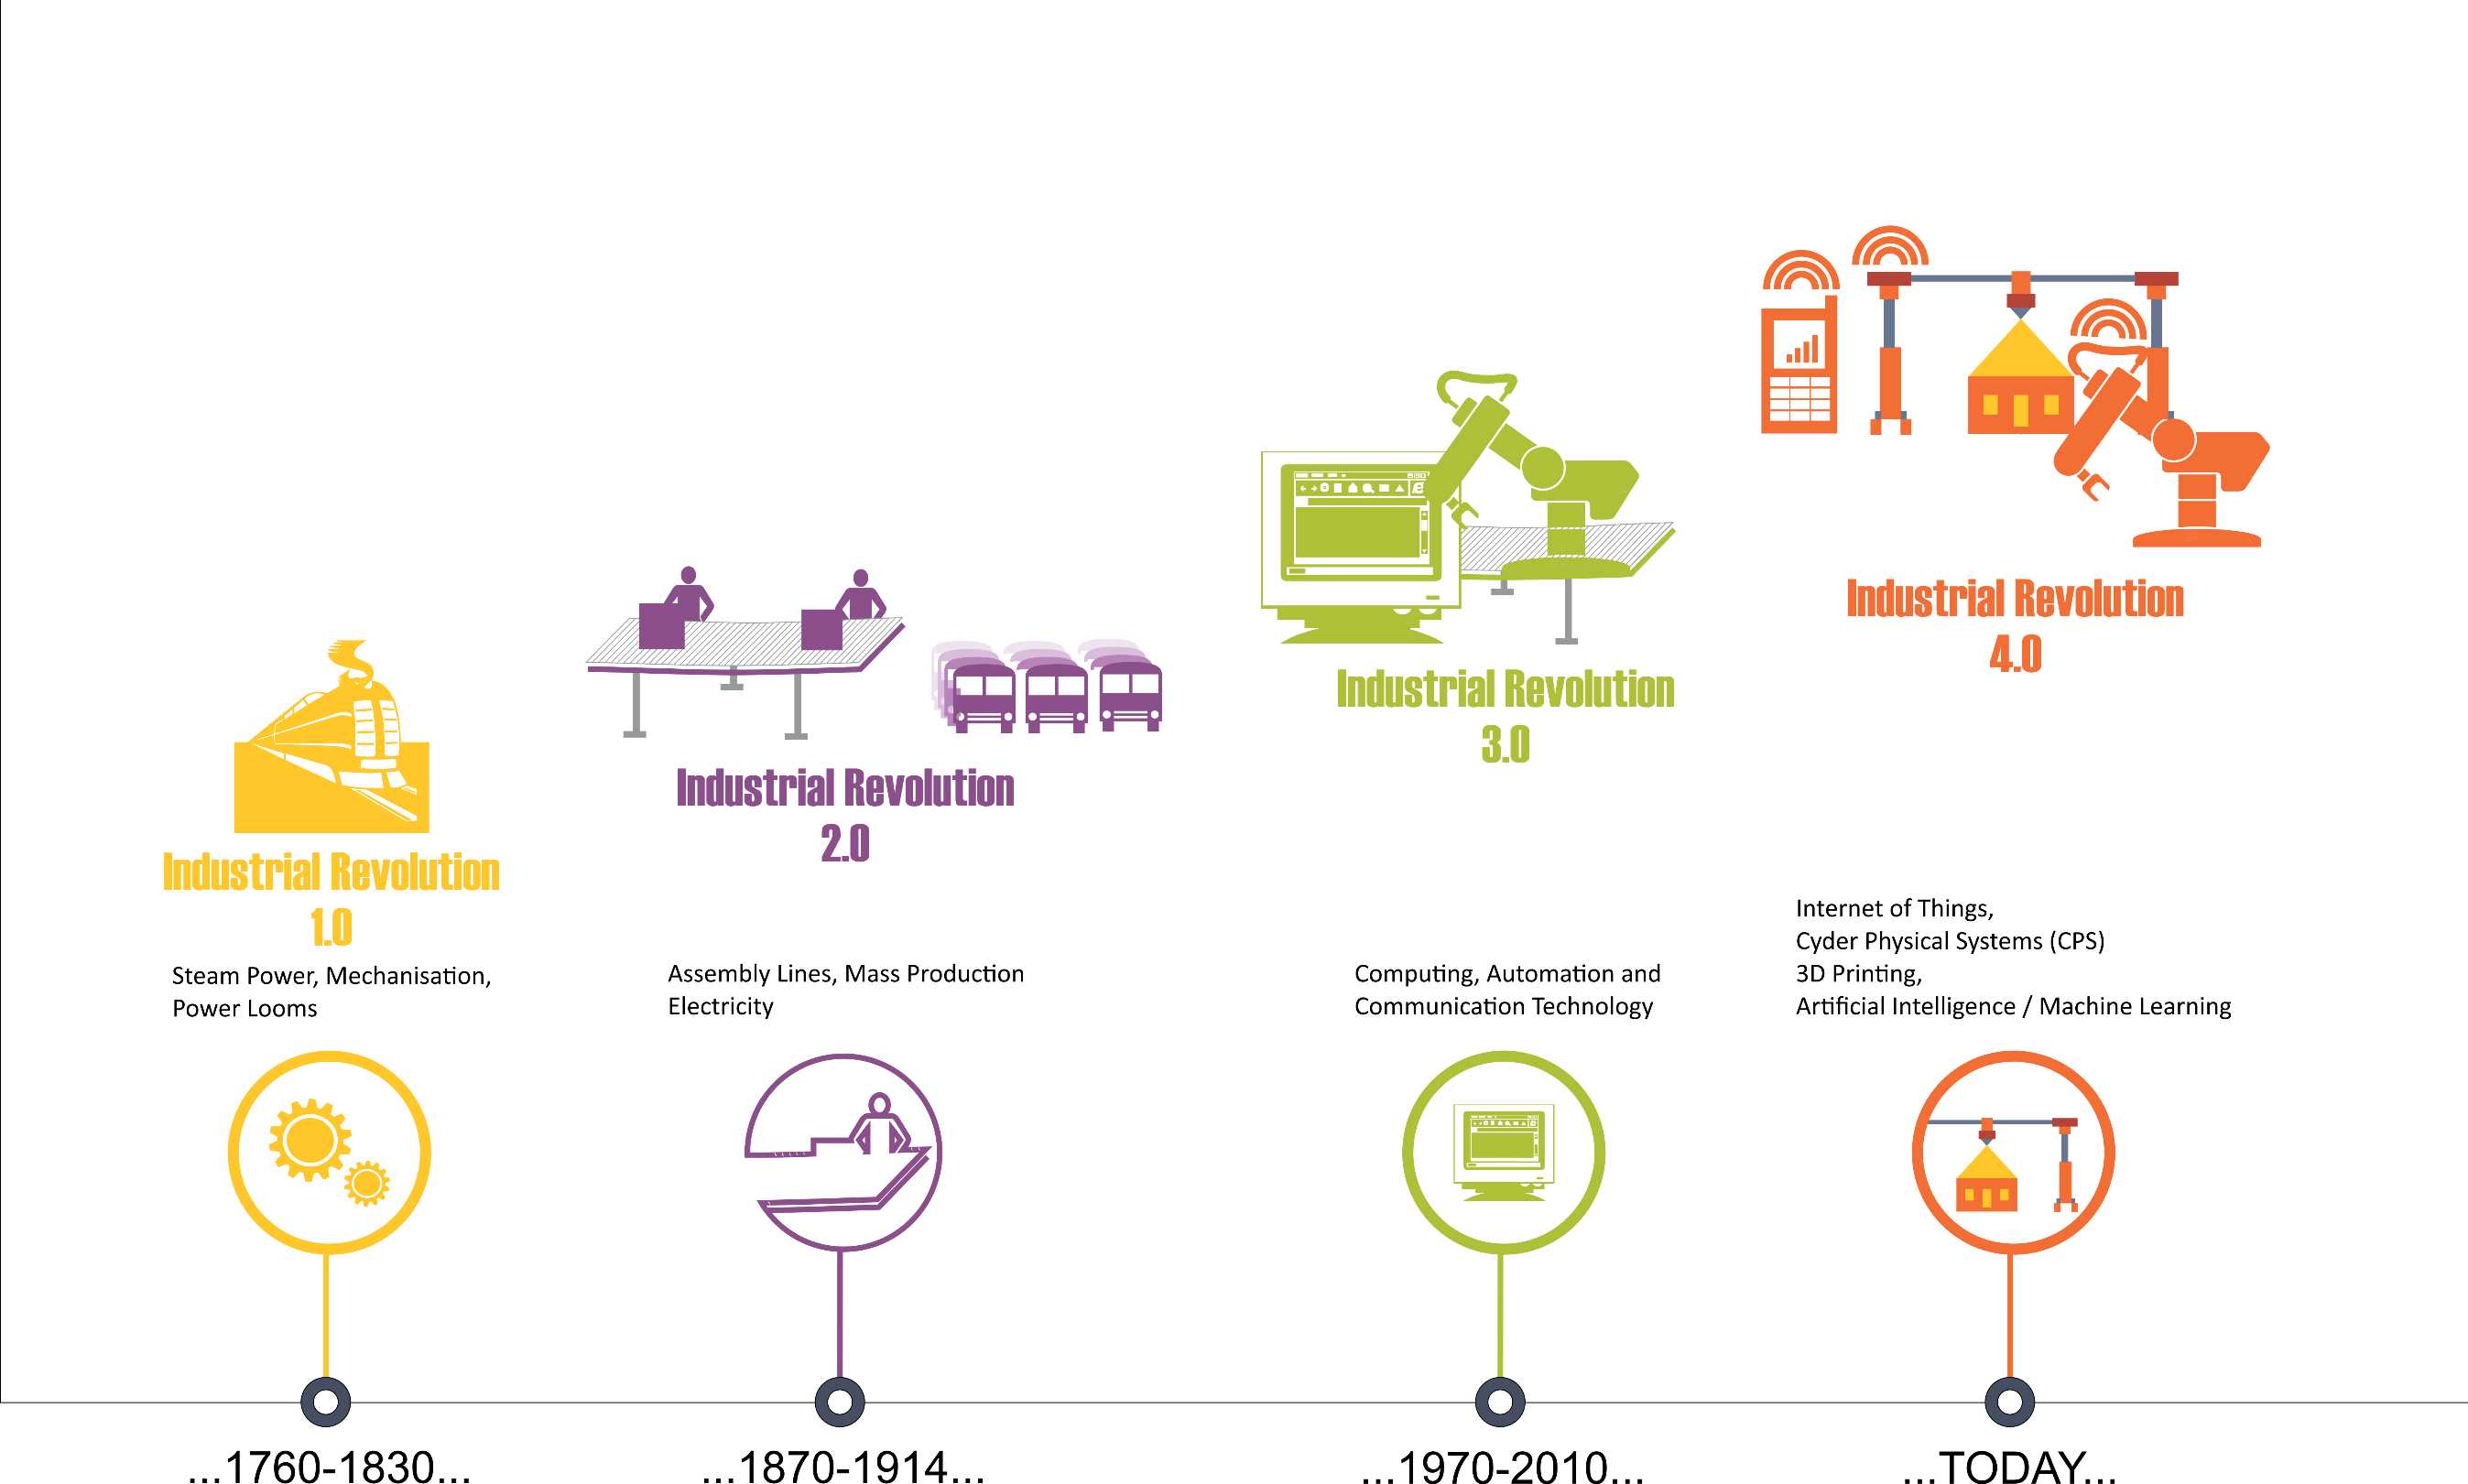 Industrial Revolution
1.0
Steam Power, Mechanisation,
Power Looms
...1760-1830...
Industrial Revolution
2.0
Assembly Lines, Mass Production
Electricity
...1870-1914...
Industrial Revolution
3.0
Computing, Automation and
Communication Technology
...1970-2010...
Industrial Revolution
4.0
Internet of Things,
Cyder Physical Systems (CPS)
3D Printing,
Artificial Intelligence / Machine Learning
...TODAY...